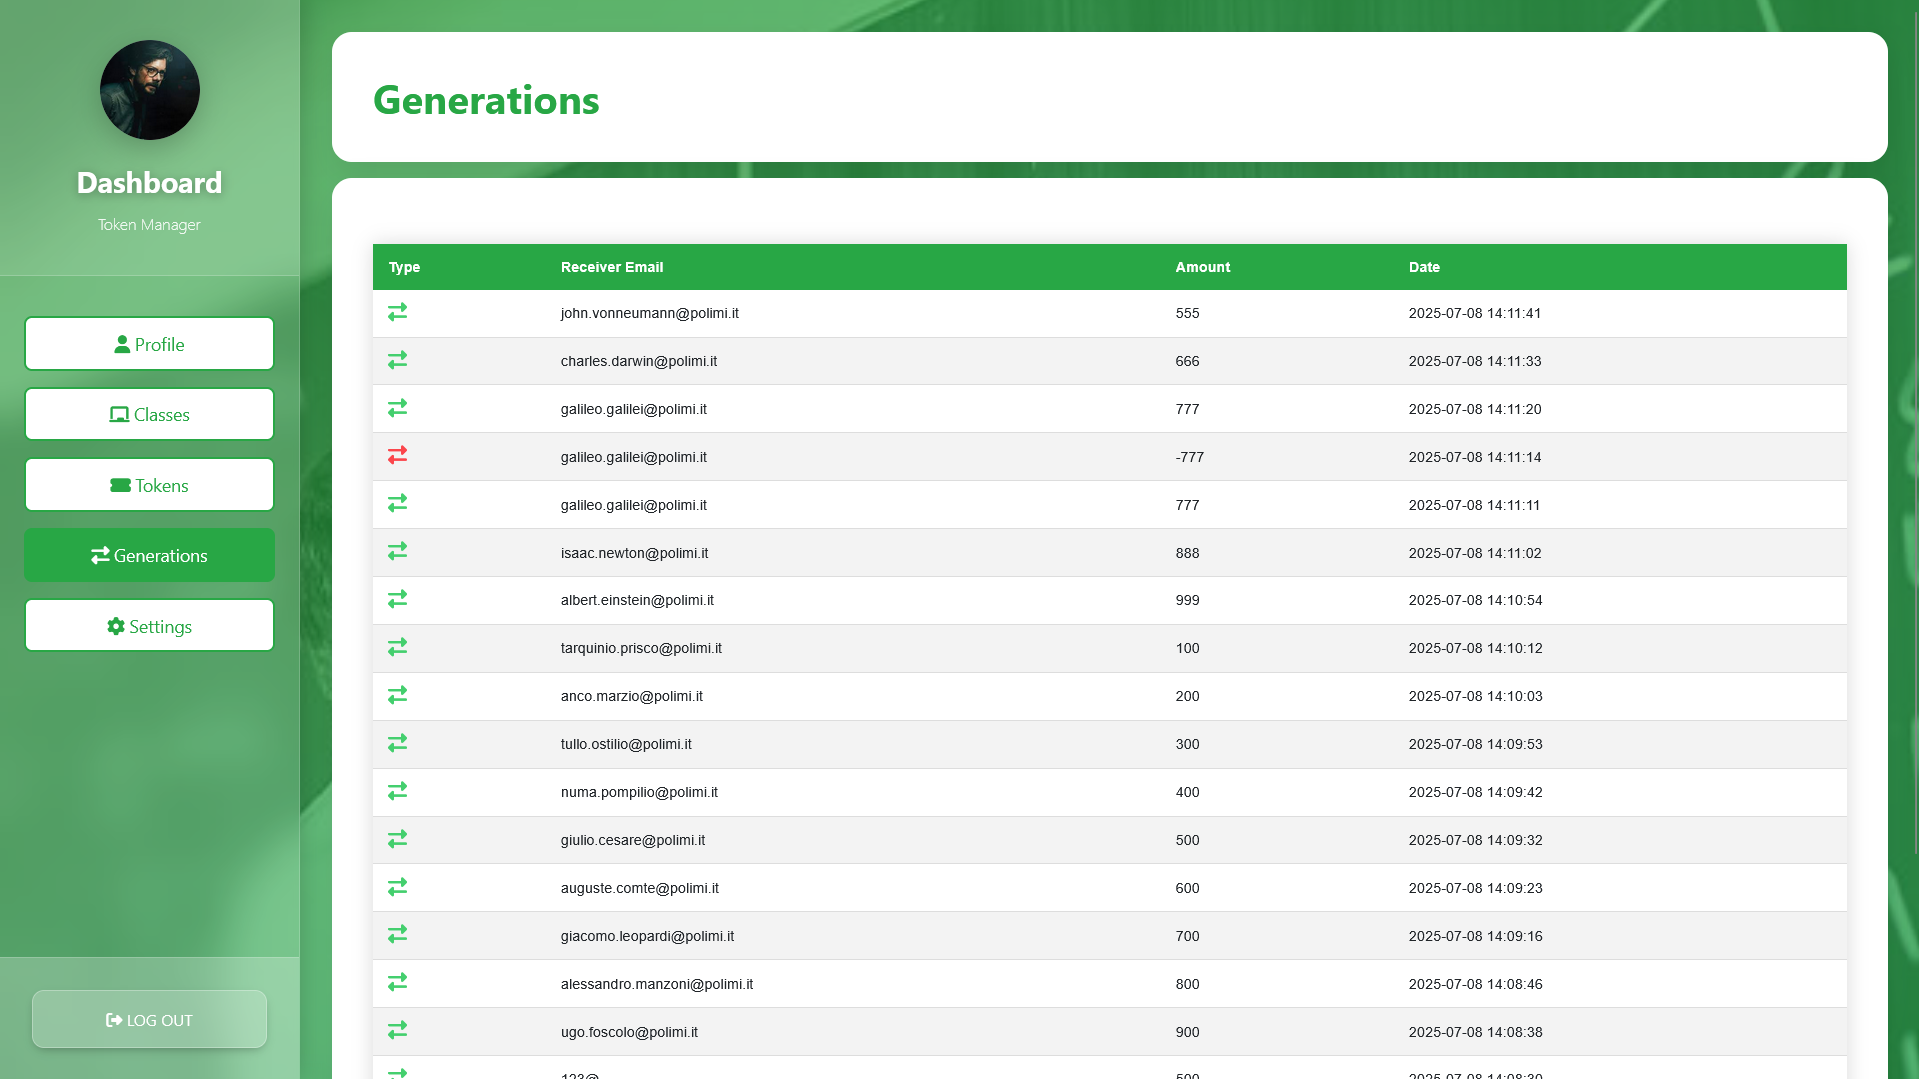 Dashboard
Token Manager
Profile
Classes
Tokens
Generations
Settings
LOG OUT
Generations
Type Receiver Email Amount Date
john.vonneumann@polimi.it 555 2025-07-08 14:11:41
charles.darwin@polimi.it 666 2025-07-08 14:11:33
galileo.galilei@polimi.it 777 2025-07-08 14:11:20
galileo.galilei@polimi.it -777 2025-07-08 14:11:14
galileo.galilei@polimi.it 777 2025-07-08 14:11:11
isaac.newton@polimi.it 888 2025-07-08 14:11:02
albert.einstein@polimi.it 999 2025-07-08 14:10:54
tarquinio.prisco@polimi.it 100 2025-07-08 14:10:12
anco.marzio@polimi.it 200 2025-07-08 14:10:03
tullo.ostilio@polimi.it 300 2025-07-08 14:09:53
numa.pompilio@polimi.it 400 2025-07-08 14:09:42
giulio.cesare@polimi.it 500 2025-07-08 14:09:32
auguste.comte@polimi.it 600 2025-07-08 14:09:23
giacomo.leopardi@polimi.it 700 2025-07-08 14:09:16
alessandro.manzoni@polimi.it 800 2025-07-08 14:08:46
ugo.foscolo@polimi.it 900 2025-07-08 14:08:38